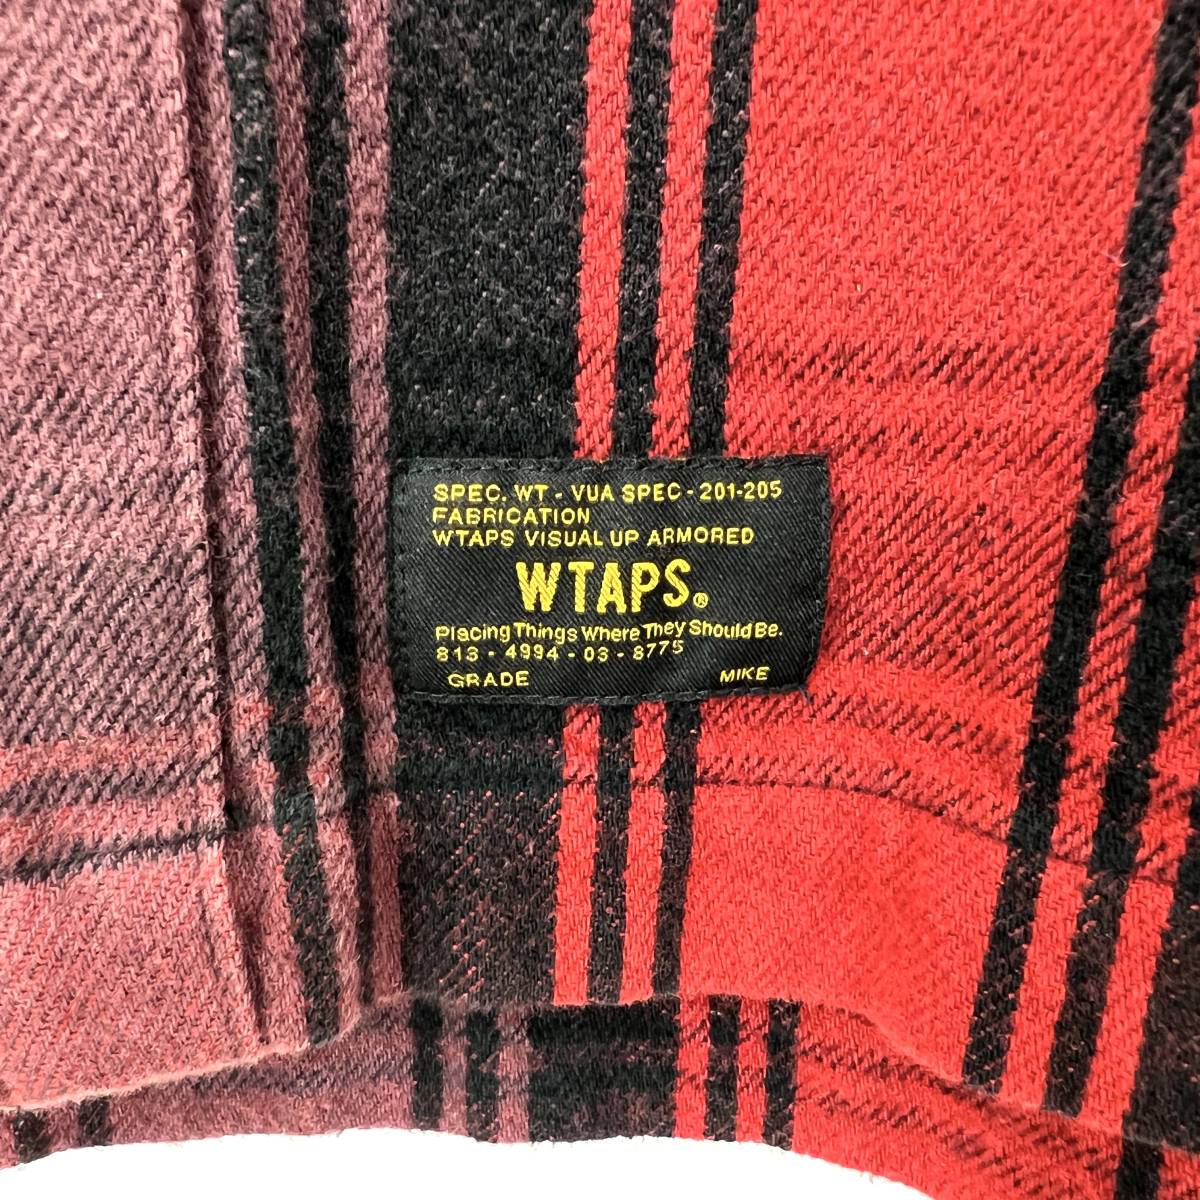 SPEC. WT - VUA SPEC - 201-205
FABRICATION
WTAPS VISUAL UP ARMORED
WTAPS.®
Placing Things Where They Should Be.
813 - 4994 - 03 - 8775
GRADE MIKE